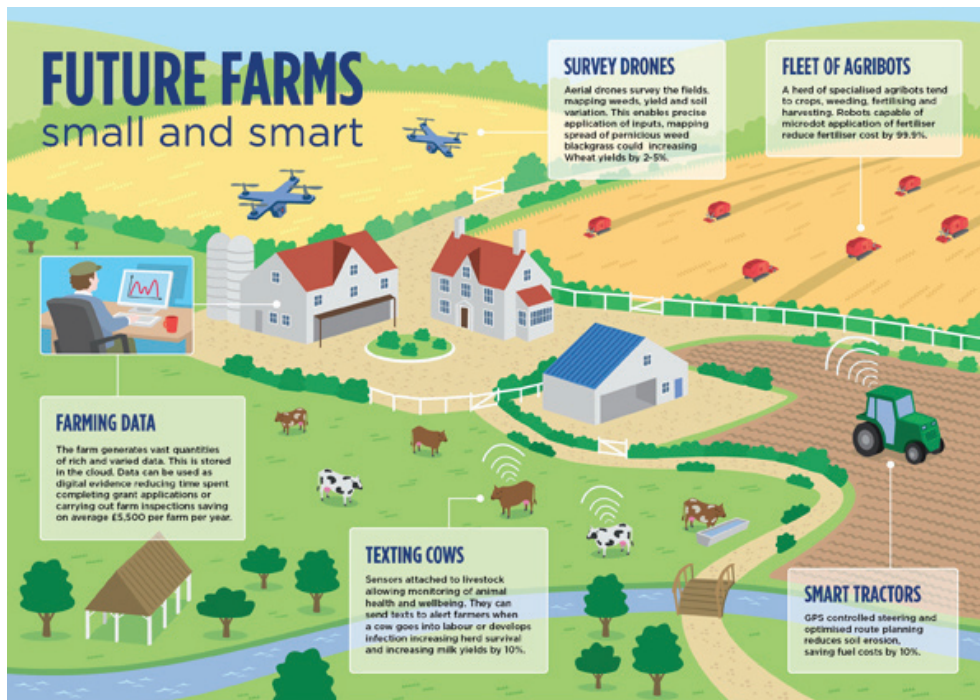 FUTURE FARMS
small and smart
SURVEY DRONES
Aerial drones survey the fields,
mapping weeds, yield and soil
variation. This enables precise
application of inputs, mapping
spread of pernicious weed
blackgrass could increasing
Wheat yields by 2-5%.
FLEET OF AGRIBOTS
A herd of specialised agribots tend
to crops, weeding, fertilising and
harvesting. Robots capable of
microdot application of fertiliser
reduce fertiliser cost by 99.9%.
FARMING DATA
The farm generates vast quantities
of rich and varied data. This is stored
in the cloud. Data can be used as
digital evidence reducing time spent
completing grant applications or
carrying out farm inspections saving
on average £5,500 per farm per year.
TEXTING COWS
Sensors attached to livestock
allowing monitoring of animal
health and wellbeing. They can
send texts to alert farmers when
a cow goes into labour or develops
infection increasing herd survival
and increasing milk yields by 10%.
SMART TRACTORS
GPS controlled steering and
optimised route planning
reduces soil erosion,
saving fuel costs by 10%.